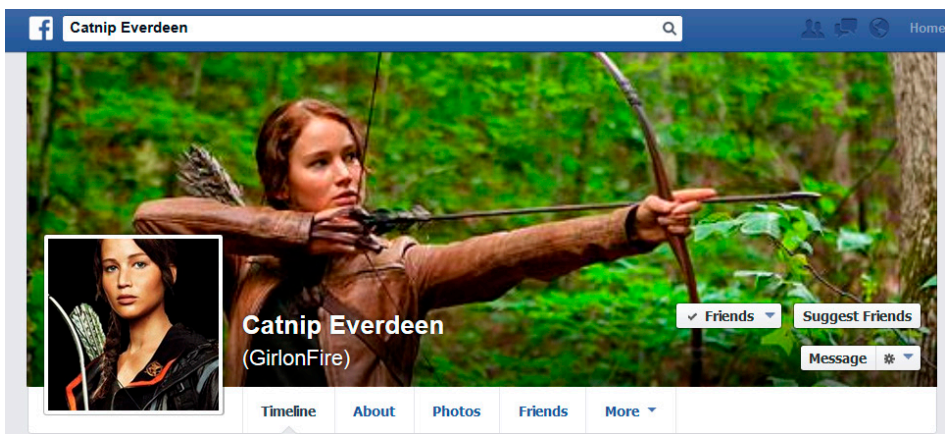 f Catnip Everdeen
Home
Friends
Suggest Friends
Catnip Everdeen
(GirlonFire)
Message
Timeline About Photos Friends More